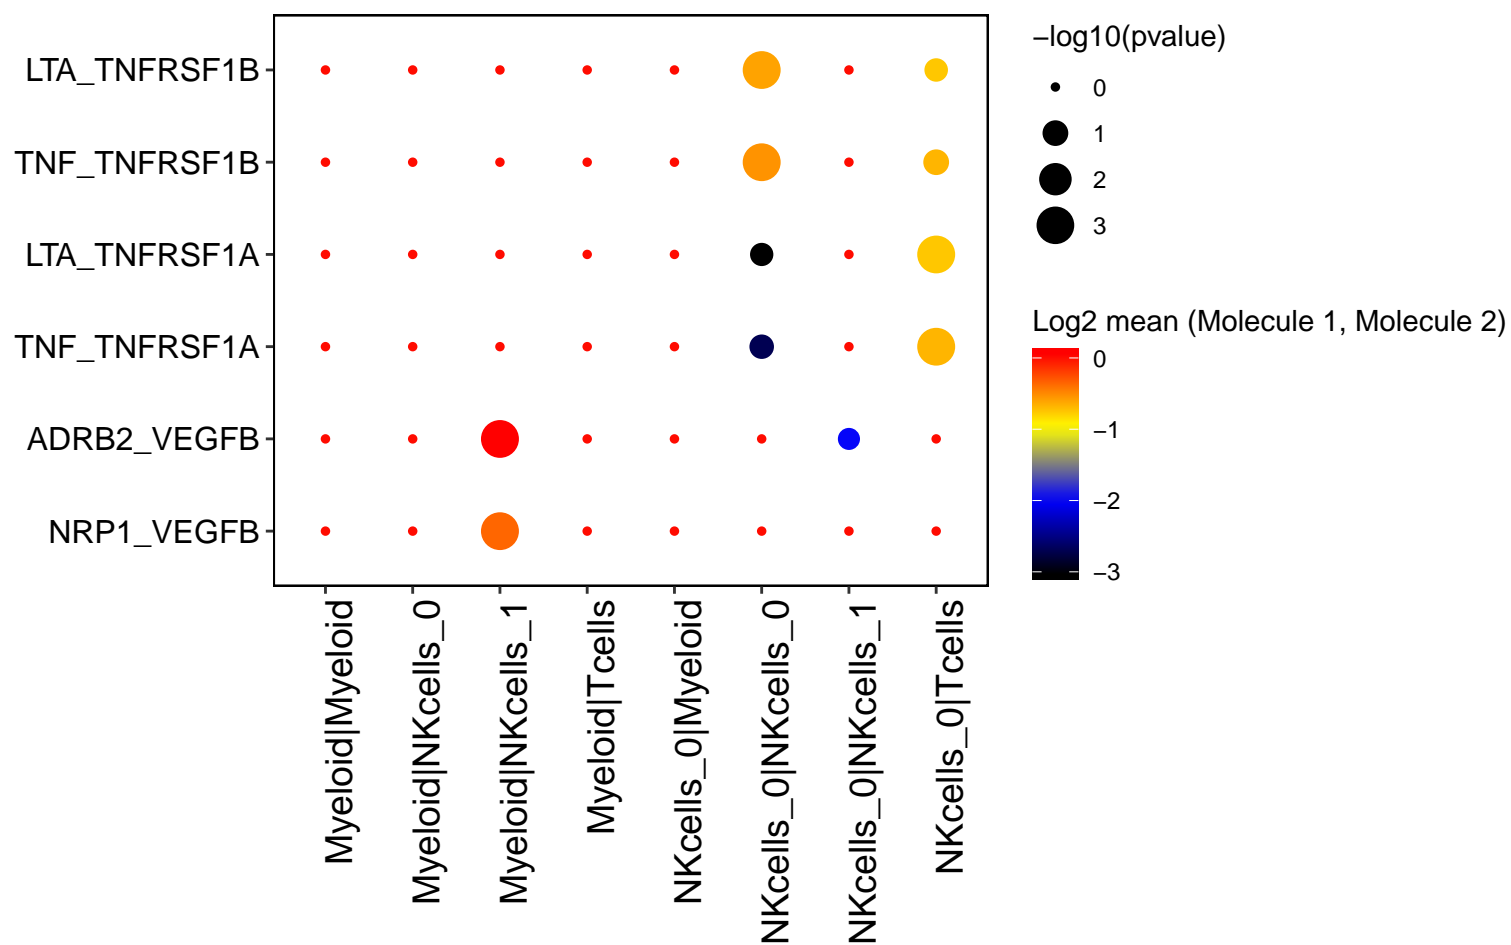 LTA_TNFRSF1B
TNF_TNFRSF1B
LTA_TNFRSF1A
TNF_TNFRSF1A
ADRB2_VEGFB
NRP1_VEGFB
Myeloid|Myeloid
Myeloid|NKcells_0
Myeloid|NKcells_1
Myeloid|Tcells
NKcells_0|Myeloid
NKcells_0|NKcells_0
NKcells_0|NKcells_1
NKcells_0|Tcells
−log10(pvalue)
0
1
2
3
Log2 mean (Molecule 1, Molecule 2)
0
−1
−2
−3